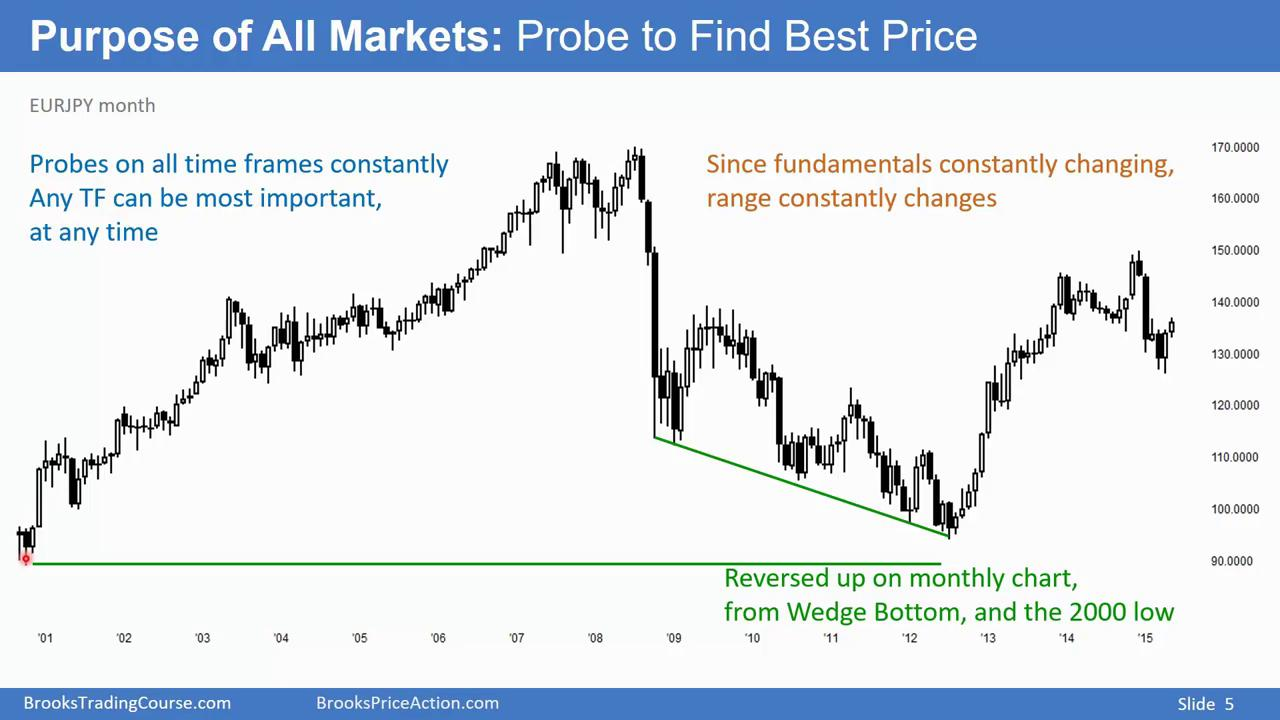 Purpose of All Markets: Probe to Find Best Price
EURJPY month
Probes on all time frames constantly
Any TF can be most important,
at any time
Since fundamentals constantly changing,
range constantly changes
170.0000
160.0000
150.0000
140.0000
130.0000
120.0000
110.0000
100.0000
90.0000
Reversed up on monthly chart,
from Wedge Bottom, and the 2000 low
'01 '02 '03 '04 '05 '06 '07 '08 '09 '10 '11 '12 '13 '14 '15
BrooksTradingCourse.com BrooksPriceAction.com Slide 5